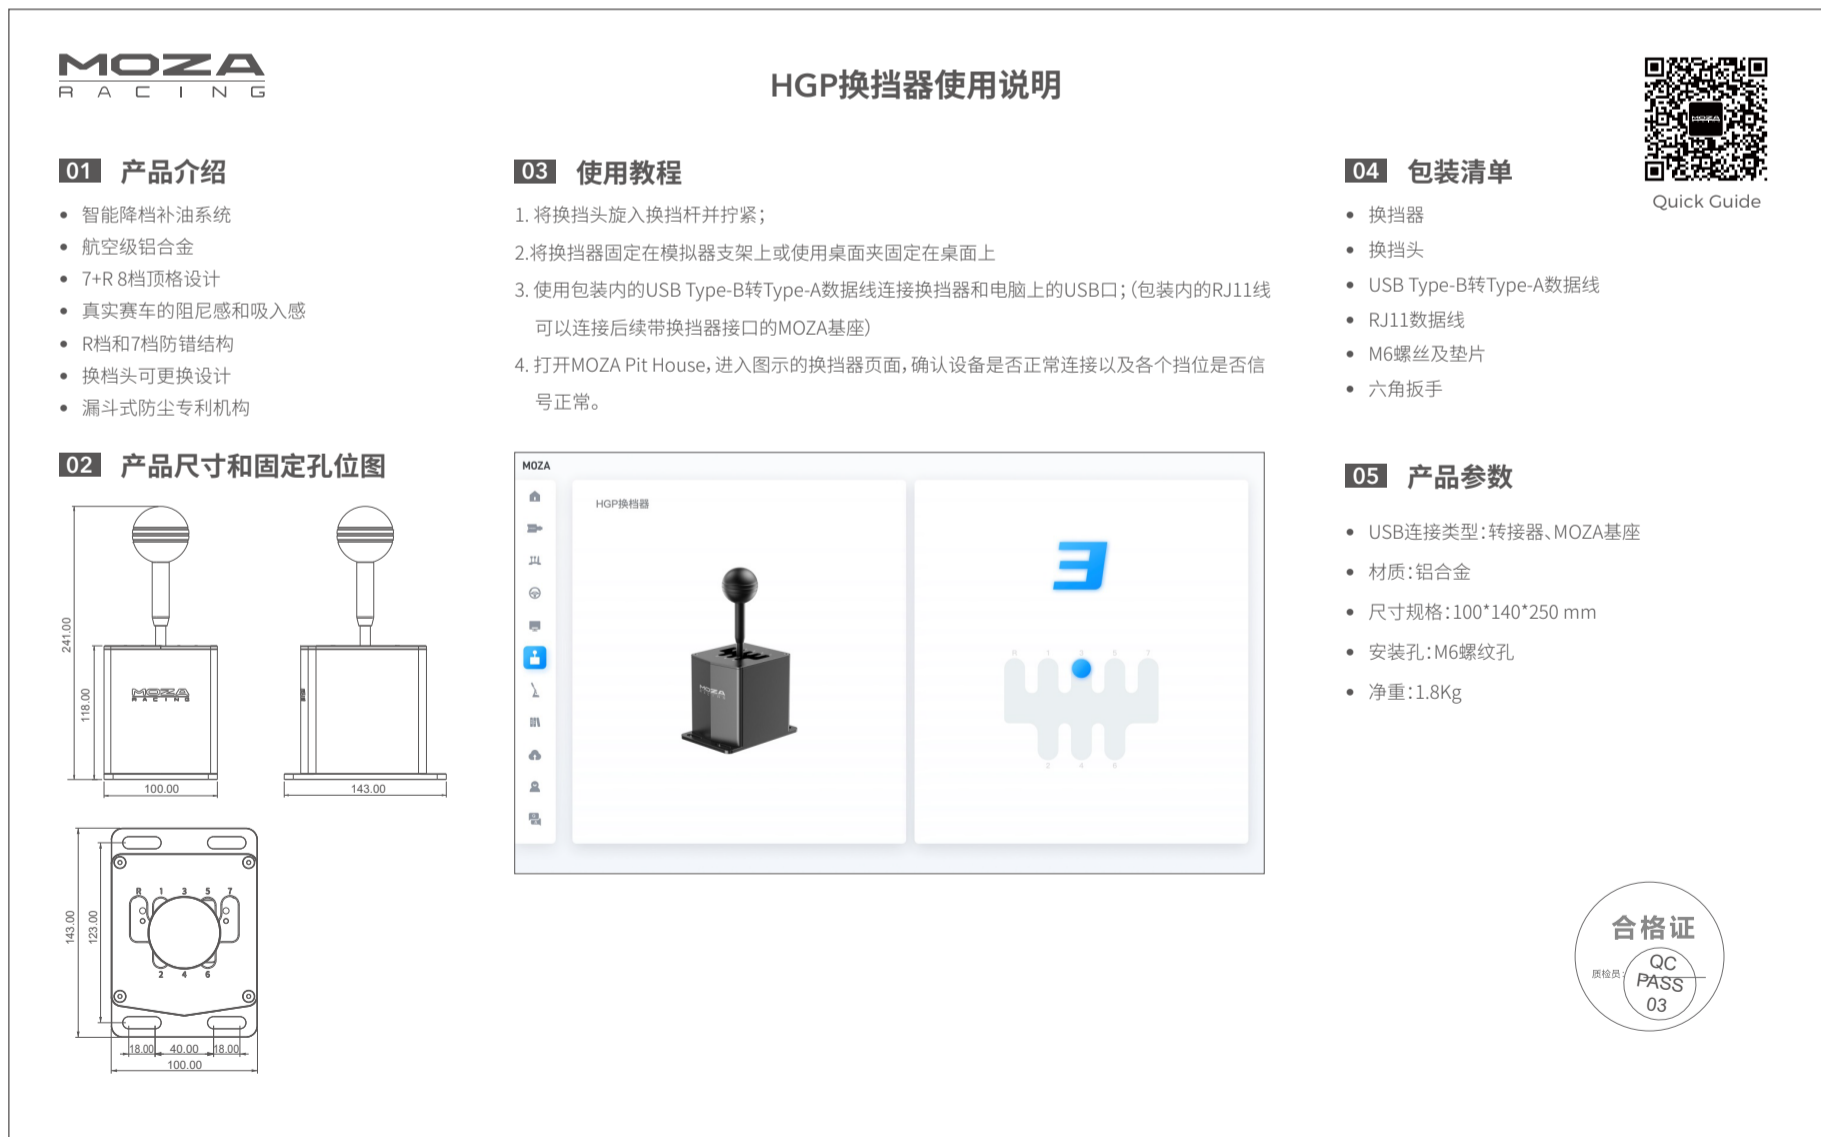 MOZA
RACING
HGP换挡器使用说明
Quick Guide
01 产品介绍
• 智能降档补油系统
• 航空级铝合金
• 7+R 8档顶格设计
• 真实赛车的阻尼感和吸入感
• R档和7档防错结构
• 换档头可更换设计
• 漏斗式防尘专利机构
02 产品尺寸和固定孔位图
241.00
118.00
MOZA
RACING
100.00
143.00
143.00
123.00
R 1 3 5 7
2 4 6
18.00 40.00 18.00
100.00
03 使用教程
1. 将换挡头旋入换挡杆并拧紧；
2.将换挡器固定在模拟器支架上或使用桌面夹固定在桌面上
3. 使用包装内的USB Type-B转Type-A数据线连接换挡器和电脑上的USB口；（包装内的RJ11线
可以连接后续带换挡器接口的MOZA基座）
4. 打开MOZA Pit House，进入图示的换挡器页面，确认设备是否正常连接以及各个挡位是否信
号正常。
MOZA
HGP换档器
MOZA
3
R 1 3 5 7
2 4 6
04 包装清单
• 换挡器
• 换挡头
• USB Type-B转Type-A数据线
• RJ11数据线
• M6螺丝及垫片
• 六角扳手
05 产品参数
• USB连接类型：转接器、MOZA基座
• 材质：铝合金
• 尺寸规格：100*140*250 mm
• 安装孔：M6螺纹孔
• 净重：1.8Kg
合格证
质检员：
QC
PASS
03